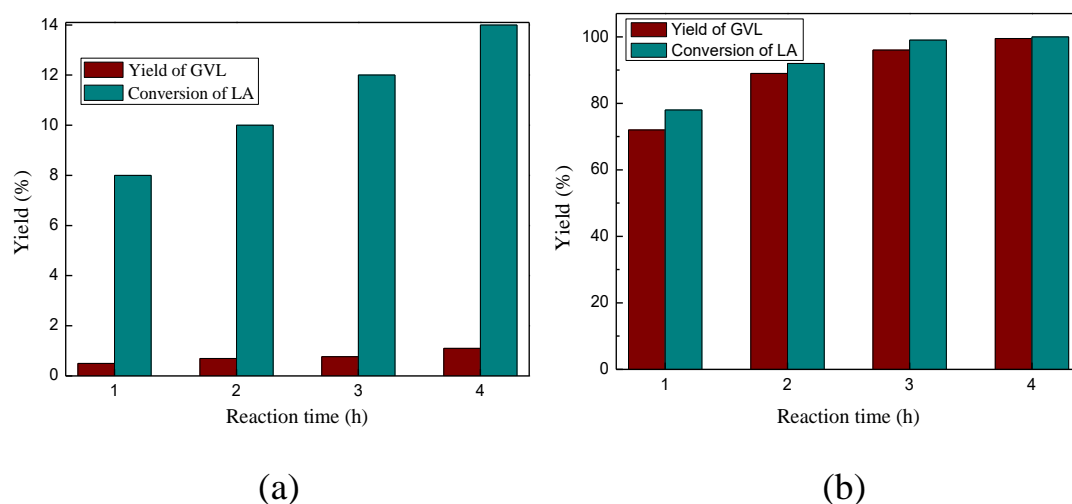 14
12
10
8
6
4
2
0
Yield (%)
Yield of GVL
Conversion of LA
1 2 3 4
Reaction time (h)
(a)
100
80
60
40
20
0
Yield (%)
Yield of GVL
Conversion of LA
1 2 3 4
Reaction time (h)
(b)